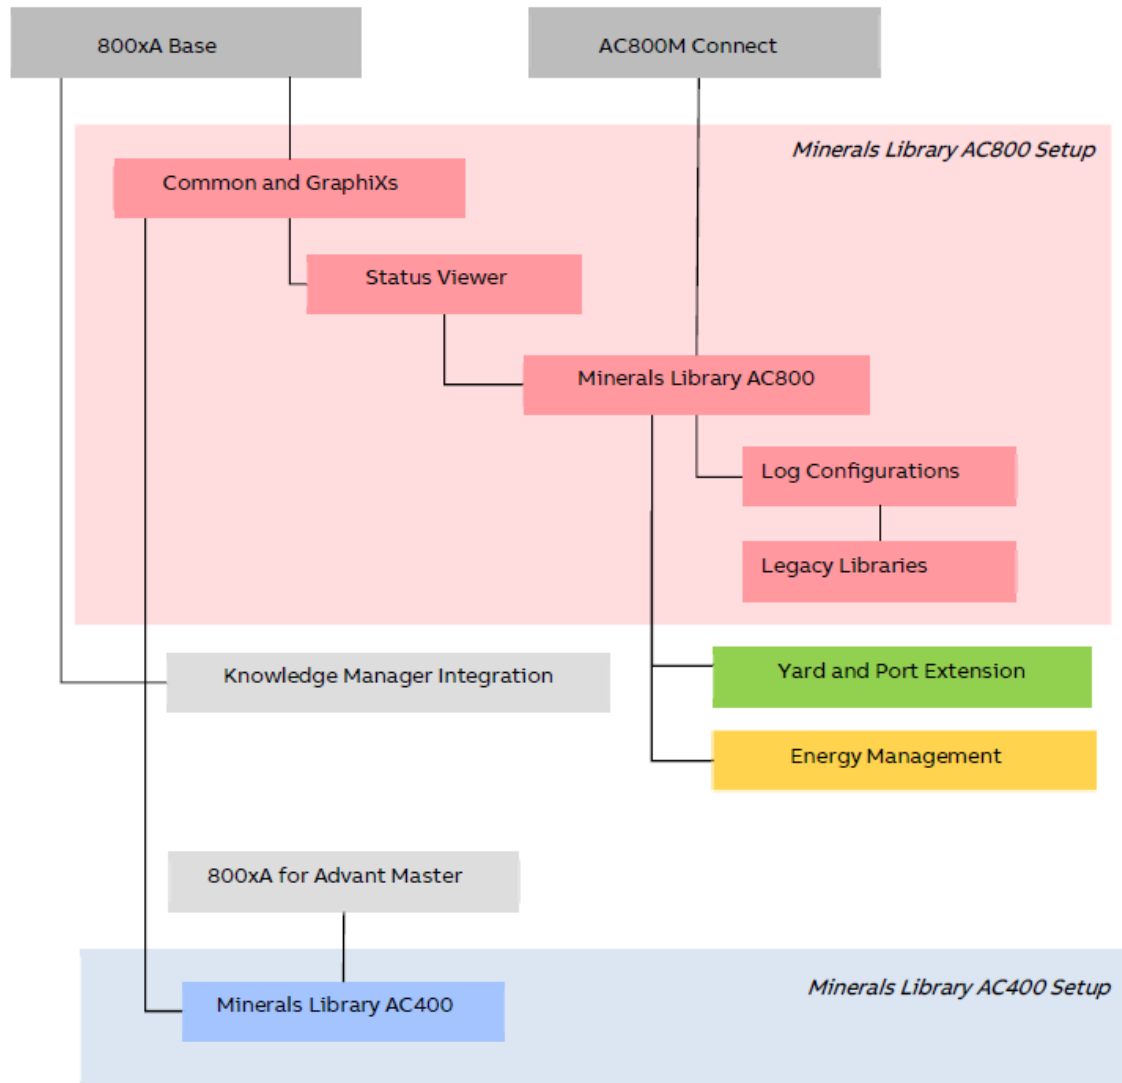 800xA Base
AC800M Connect
Minerals Library AC800 Setup
Common and GraphiXs
Status Viewer
Minerals Library AC800
Log Configurations
Legacy Libraries
Knowledge Manager Integration
Yard and Port Extension
Energy Management
800xA for Advant Master
Minerals Library AC400 Setup
Minerals Library AC400